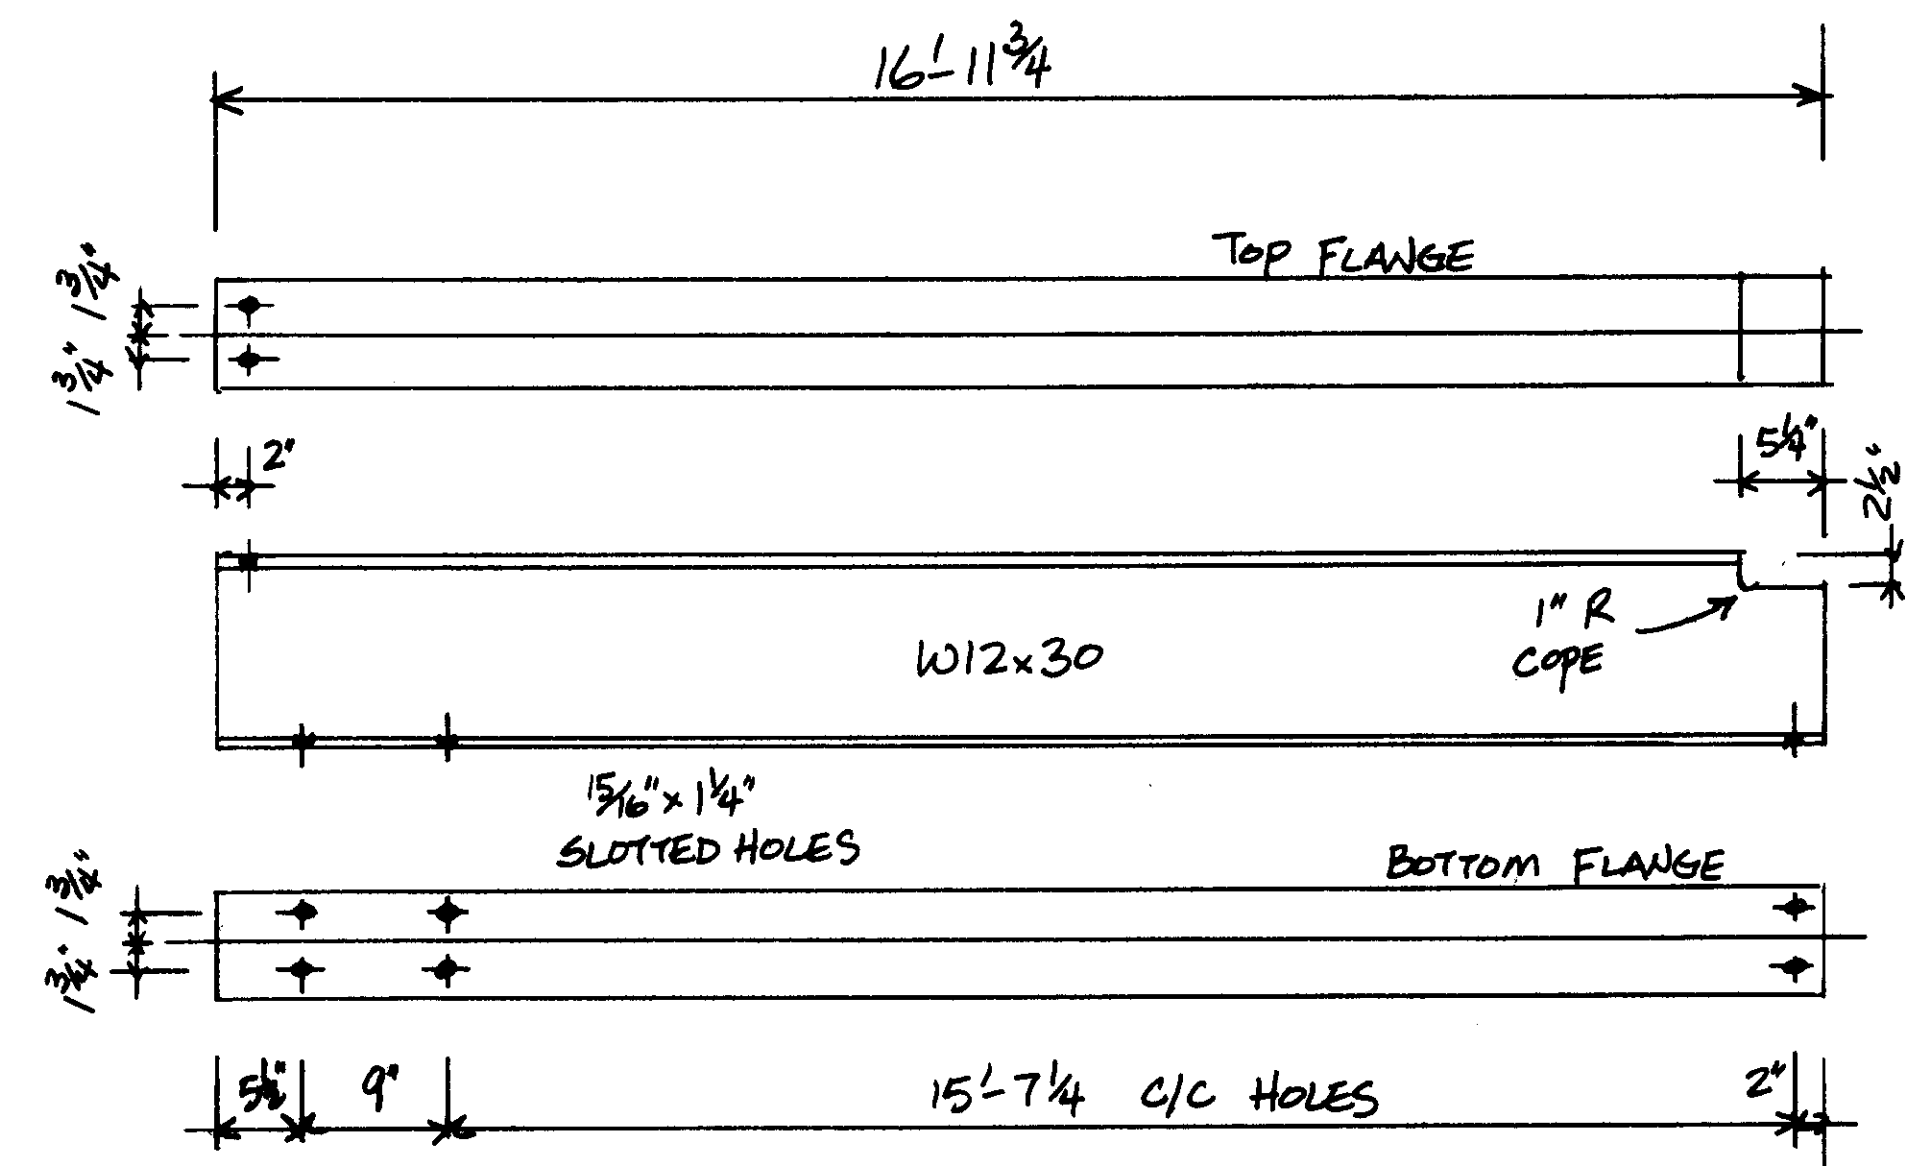 16'-11 3/4
TOP FLANGE
1 3/4"
1 3/4"
2"
5 1/4"
2 1/2"
1" R
COPE
W12x30
15/16" x 1 1/4"
SLOTTED HOLES
BOTTOM FLANGE
1 3/4"
1 3/4"
5 1/2"
9"
15'-7 1/4 C/C HOLES
2"